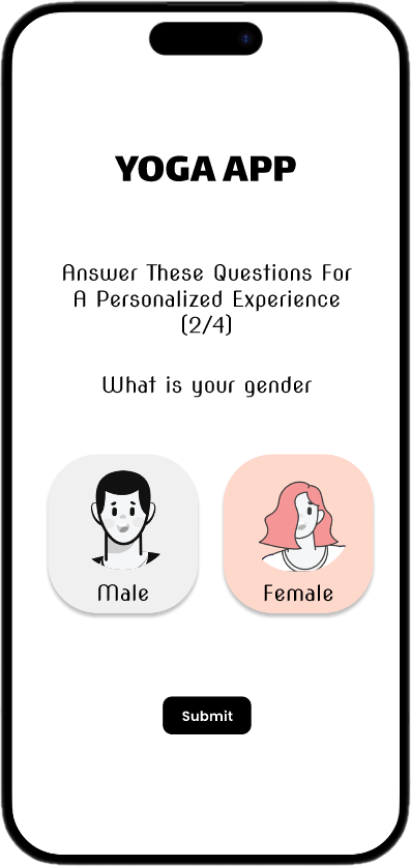 YOGA APP
Answer These Questions For
A Personalized Experience
(2/4)
What is your gender
Male
Female
Submit